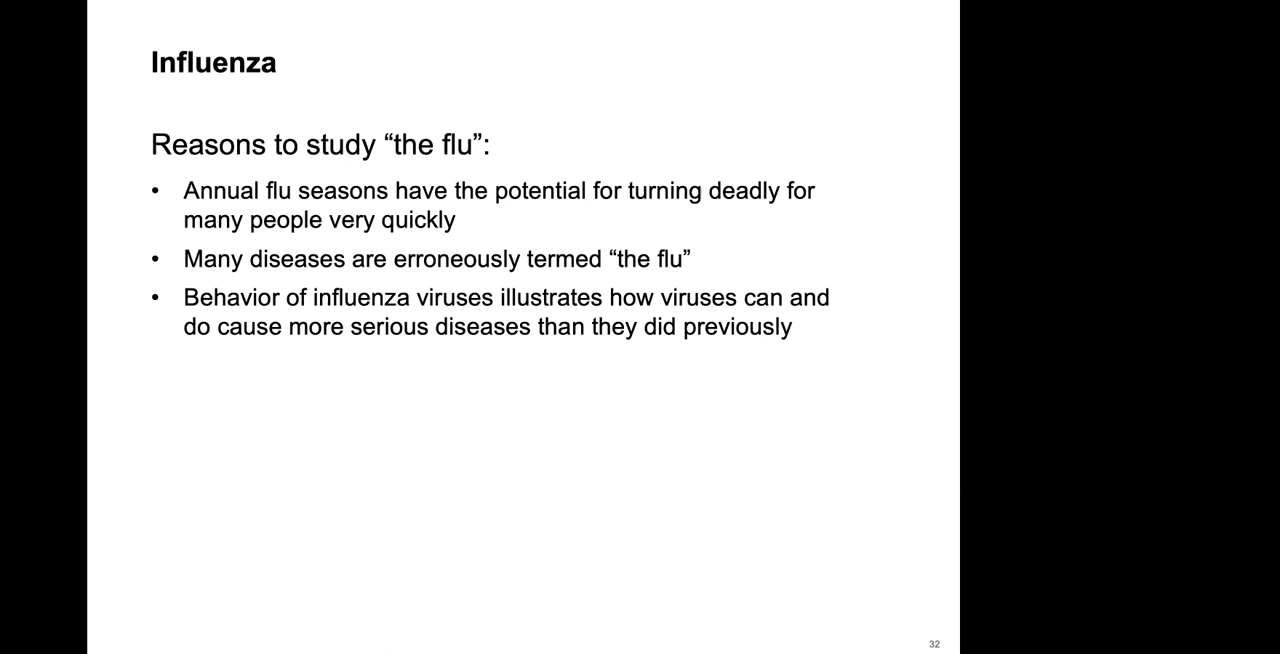 Influenza
Reasons to study “the flu”:
• Annual flu seasons have the potential for turning deadly for
many people very quickly
• Many diseases are erroneously termed “the flu”
• Behavior of influenza viruses illustrates how viruses can and
do cause more serious diseases than they did previously
32